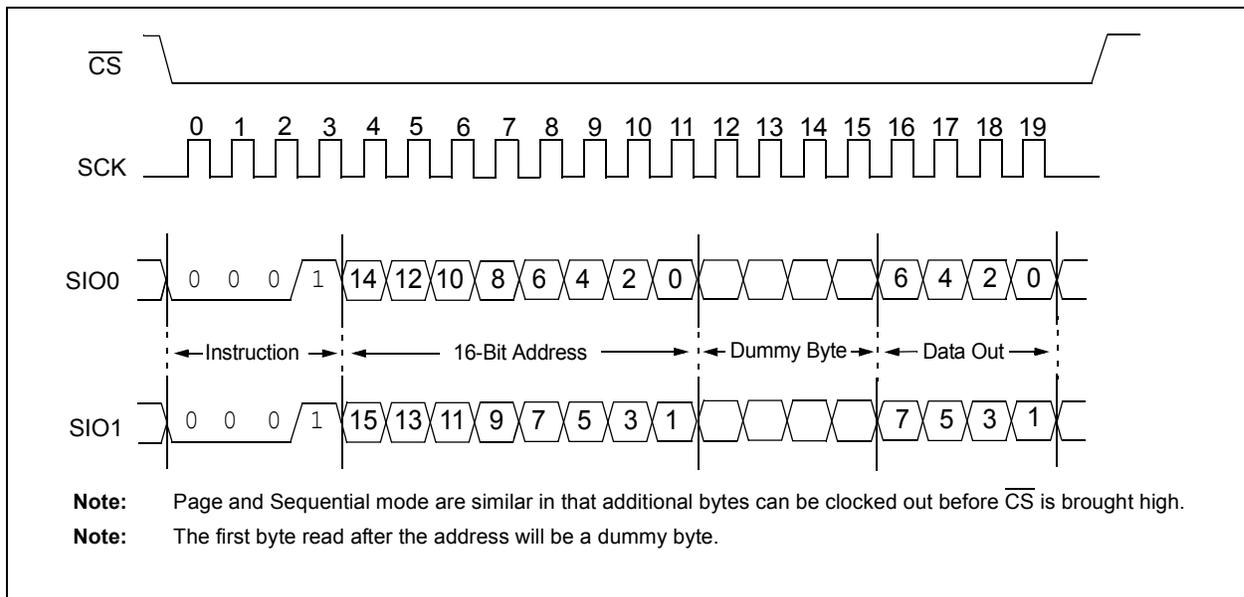 CS
0 1 2 3 4 5 6 7 8 9 10 11 12 13 14 15 16 17 18 19
SCK
SIO0 0 0 0 1 14 12 10 8 6 4 2 0 6 4 2 0
Instruction 16-Bit Address Dummy Byte Data Out
SIO1 0 0 0 1 15 13 11 9 7 5 3 1 7 5 3 1
Note: Page and Sequential mode are similar in that additional bytes can be clocked out before CS is brought high.
Note: The first byte read after the address will be a dummy byte.